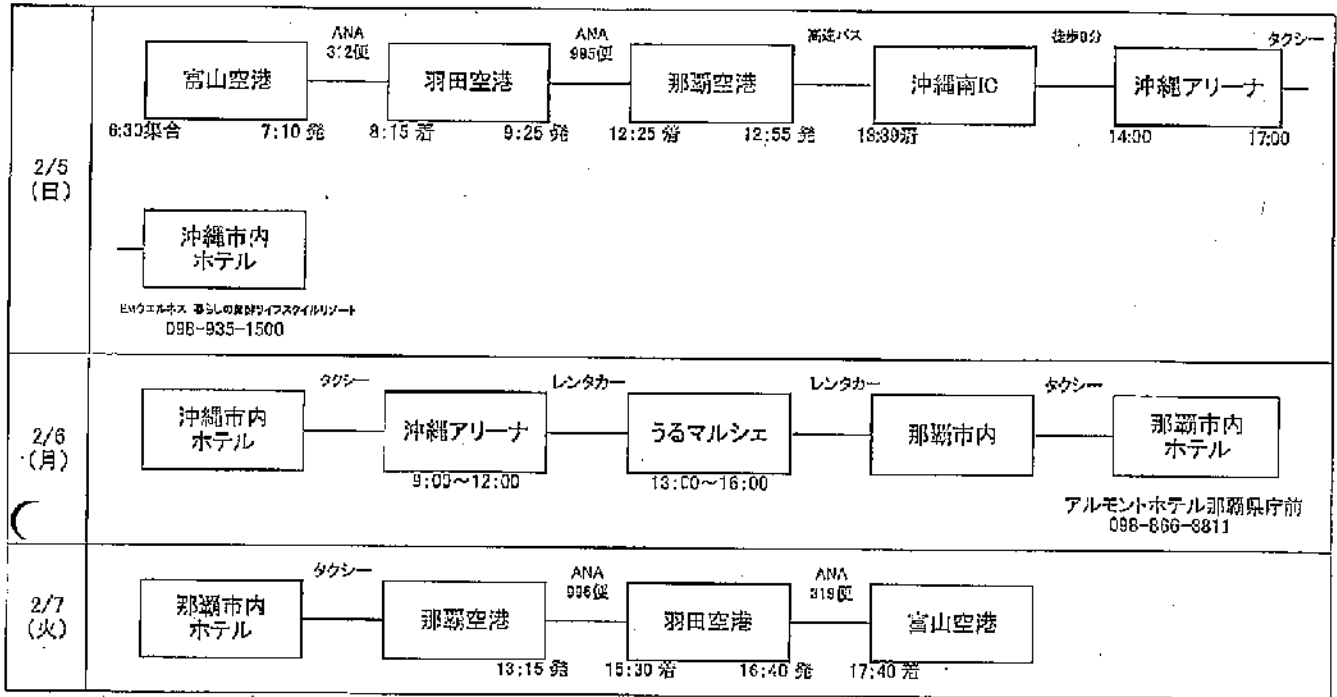 2/5
(日)
ANA
312便
ANA
995便
高速バス
徒歩9分
タクシー
富山空港
羽田空港
那覇空港
沖縄南IC
沖縄アリーナ
6:30集合
7:10 発
8:15 着
9:25 発
12:25 着
12:55 発
14:00
17:00
沖縄市内
ホテル
EMウエルネス 暮らしの発酵ライフスタイルリゾート
098-935-1500
2/6
(月)
タクシー
レンタカー
レンタカー
タクシー
沖縄市内
ホテル
沖縄アリーナ
うるマルシェ
那覇市内
那覇市内
ホテル
9:00～12:00
13:00～16:00
アルモントホテル那覇県庁前
098-866-8811
2/7
(火)
タクシー
ANA
996便
ANA
319便
那覇市内
ホテル
那覇空港
羽田空港
富山空港
13:15 発
15:30 着
16:40 発
17:40 着